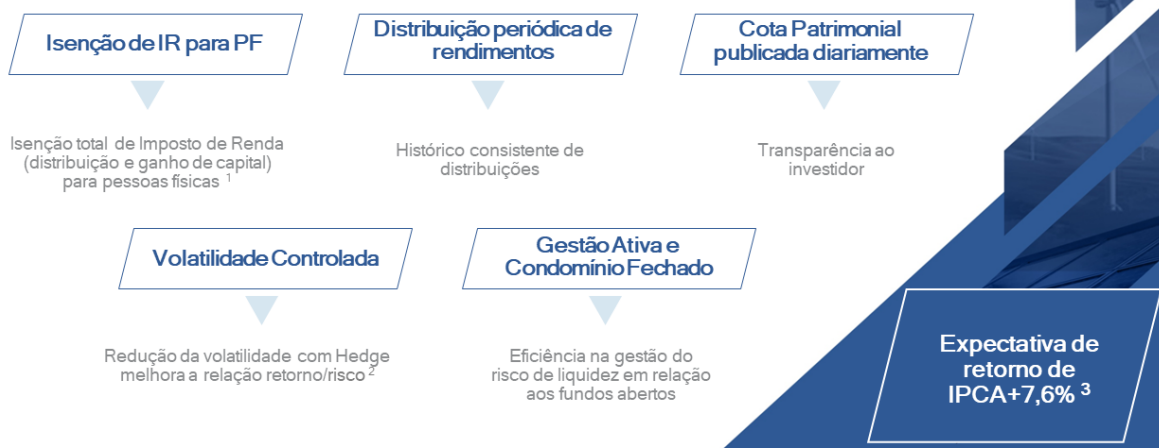 Isenção de IR para PF
Distribuição periódica de
rendimentos
Cota Patrimonial
publicada diariamente
Isenção total de Imposto de Renda
(distribuição e ganho de capital)
para pessoas físicas ¹
Histórico consistente de
distribuições
Transparência ao
investidor
Volatilidade Controlada
Gestão Ativa e
Condomínio Fechado
Redução da volatilidade com Hedge
melhora a relação retorno/risco ²
Eficiência na gestão do
risco de liquidez em relação
aos fundos abertos
Expectativa de
retorno de
IPCA+7,6% ³